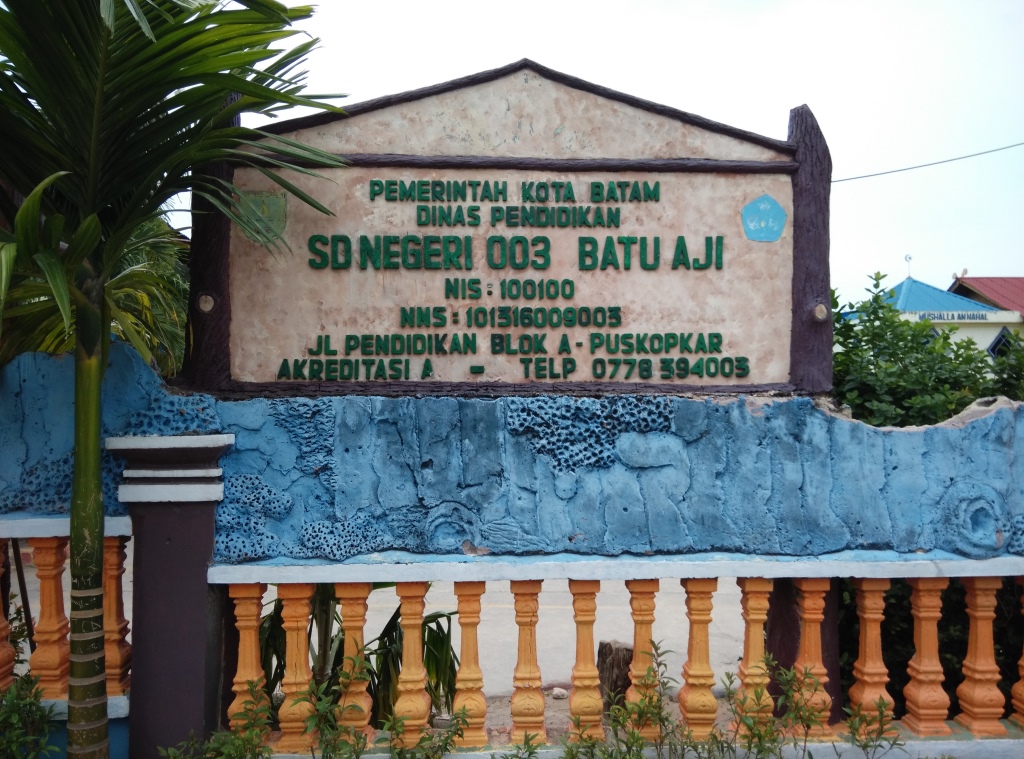 PEMERINTAH KOTA BATAM
DINAS PENDIDIKAN
SD NEGERI 003 BATU AJI
NIS : 100100
NNS : 101316009003
JL PENDIDIKAN BLOK A - PUSKOPKAR
AKREDITASI A - TELP 0778 394003
MUSHALLA AN NAHAL